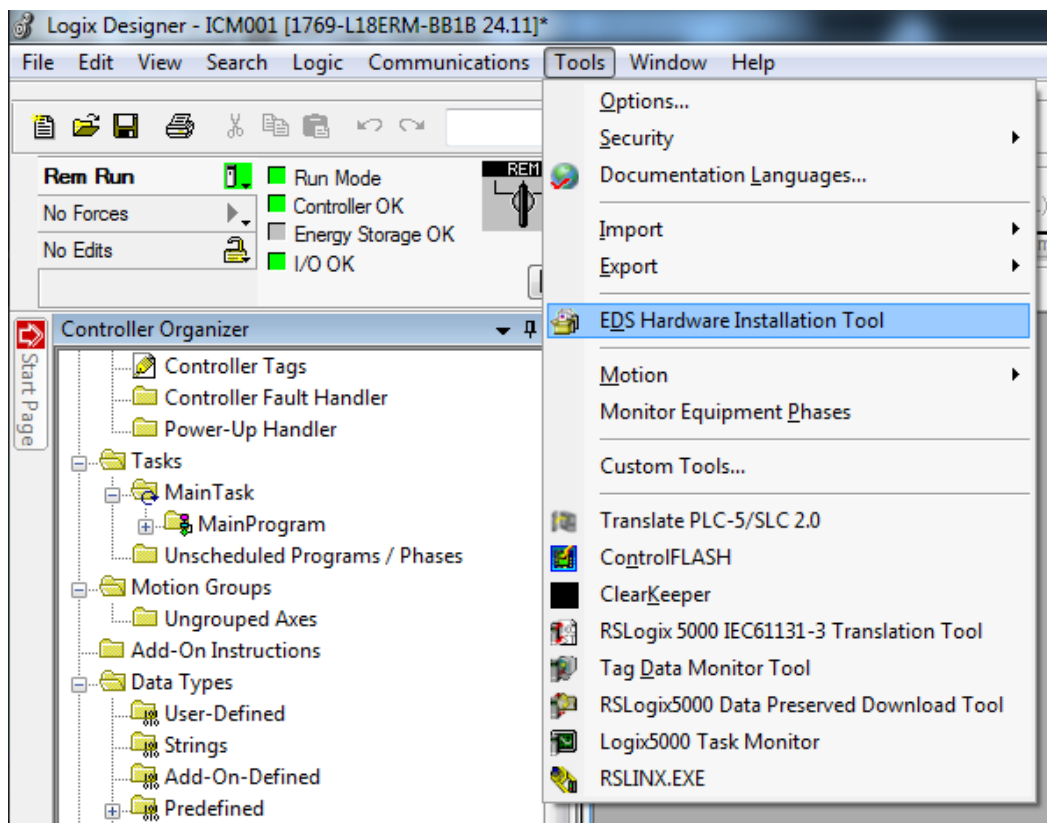 Logix Designer - ICM001 [1769-L18ERM-BB1B 24.11]*
File Edit View Search Logic Communications Tools Window Help
Rem Run
No Forces
No Edits
Run Mode
Controller OK
Energy Storage OK
I/O OK
REM
Start Page
Controller Organizer
Controller Tags
Controller Fault Handler
Power-Up Handler
Tasks
MainTask
MainProgram
Unscheduled Programs / Phases
Motion Groups
Ungrouped Axes
Add-On Instructions
Data Types
User-Defined
Strings
Add-On-Defined
Predefined
Options...
Security
Documentation Languages...
Import
Export
EDS Hardware Installation Tool
Motion
Monitor Equipment Phases
Custom Tools...
Translate PLC-5/SLC 2.0
ControlFLASH
ClearKeeper
RSLogix 5000 IEC61131-3 Translation Tool
Tag Data Monitor Tool
RSLogix5000 Data Preserved Download Tool
Logix5000 Task Monitor
RSLINX.EXE